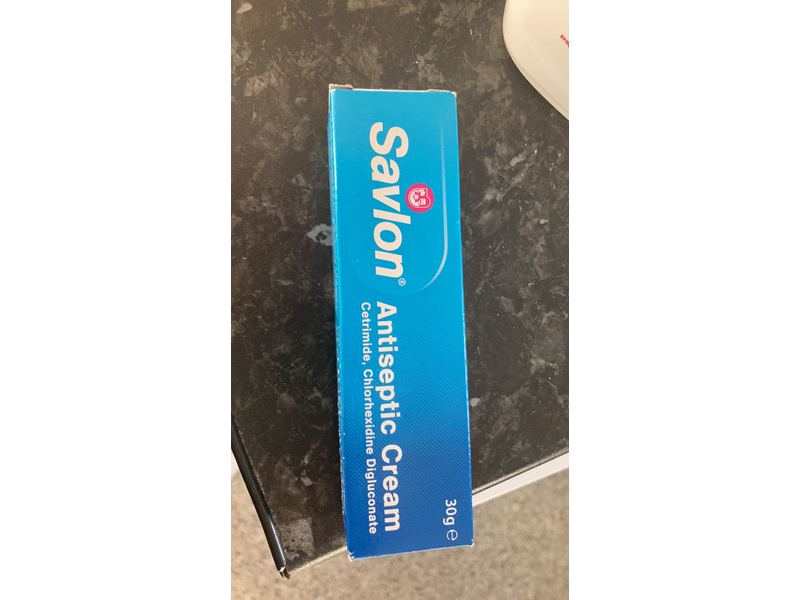 Savlon®
Antiseptic Cream
Cetrimide, Chlorhexidine Digluconate
30g ℮